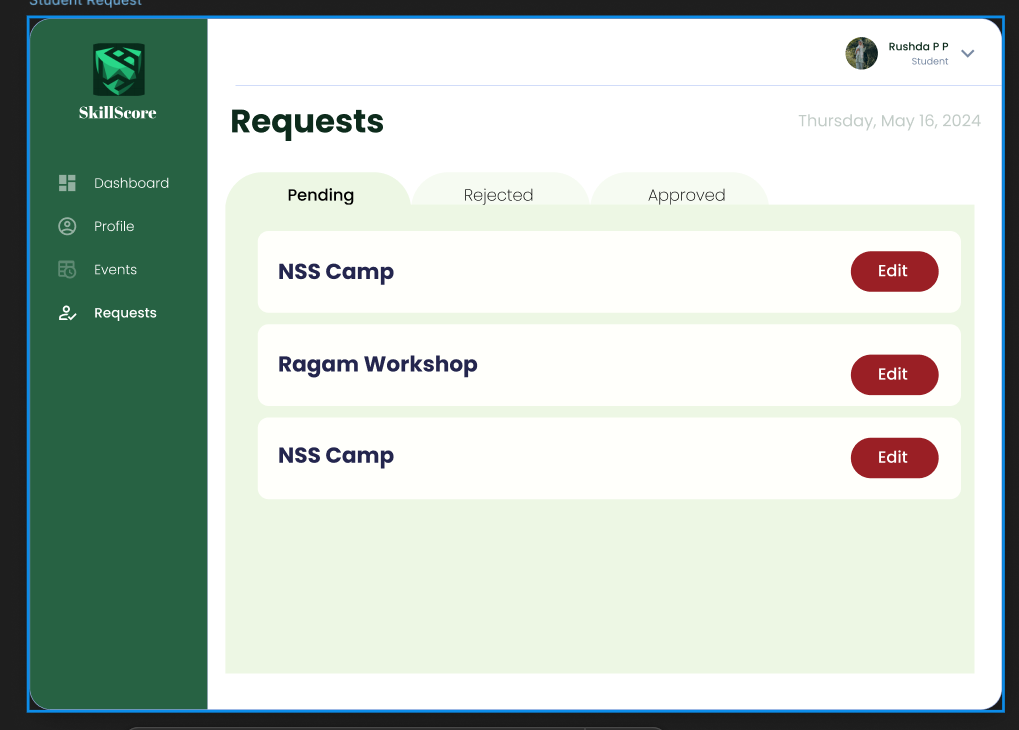 Student Request
SkillScore
Rushda P P
Student
Requests
Thursday, May 16, 2024
Dashboard
Profile
Events
Requests
Pending
Rejected
Approved
NSS Camp
Edit
Ragam Workshop
Edit
NSS Camp
Edit